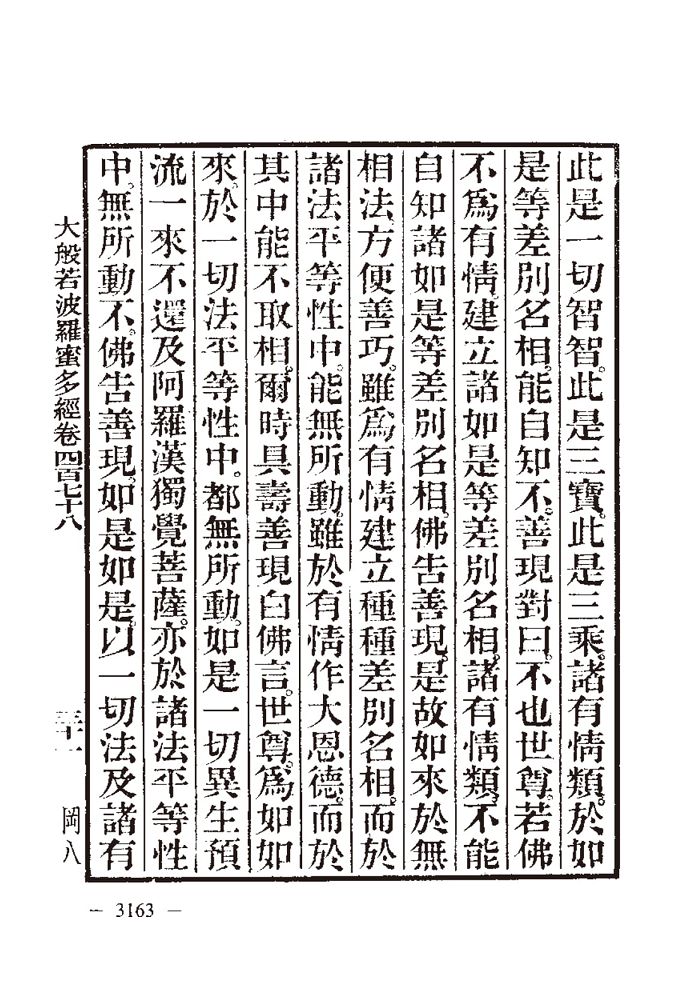 此是一切智智。此是三寶。此是三乘。諸有情類。於如
是等差別名相。能自知不。善現對曰。不也世尊。若佛
不爲有情。建立諸如是等差別名相。諸有情類。不能
自知諸如是等差別名相。佛告善現。是故如來於無
相法。方便善巧。雖爲有情建立種種差別名相。而於
諸法平等性中。能無所動。雖於有情作大恩德。而於
其中能不取相。爾時具壽善現白佛言。世尊。爲如如
來。於一切法平等性中。都無所動。如是一切異生預
流一來不還及阿羅漢獨覺菩薩。亦於諸法平等性
中。無所動不。佛告善現。如是如是。以一切法及諸有
大般若波羅蜜多經卷四百七十八
岡八
— 3163 —